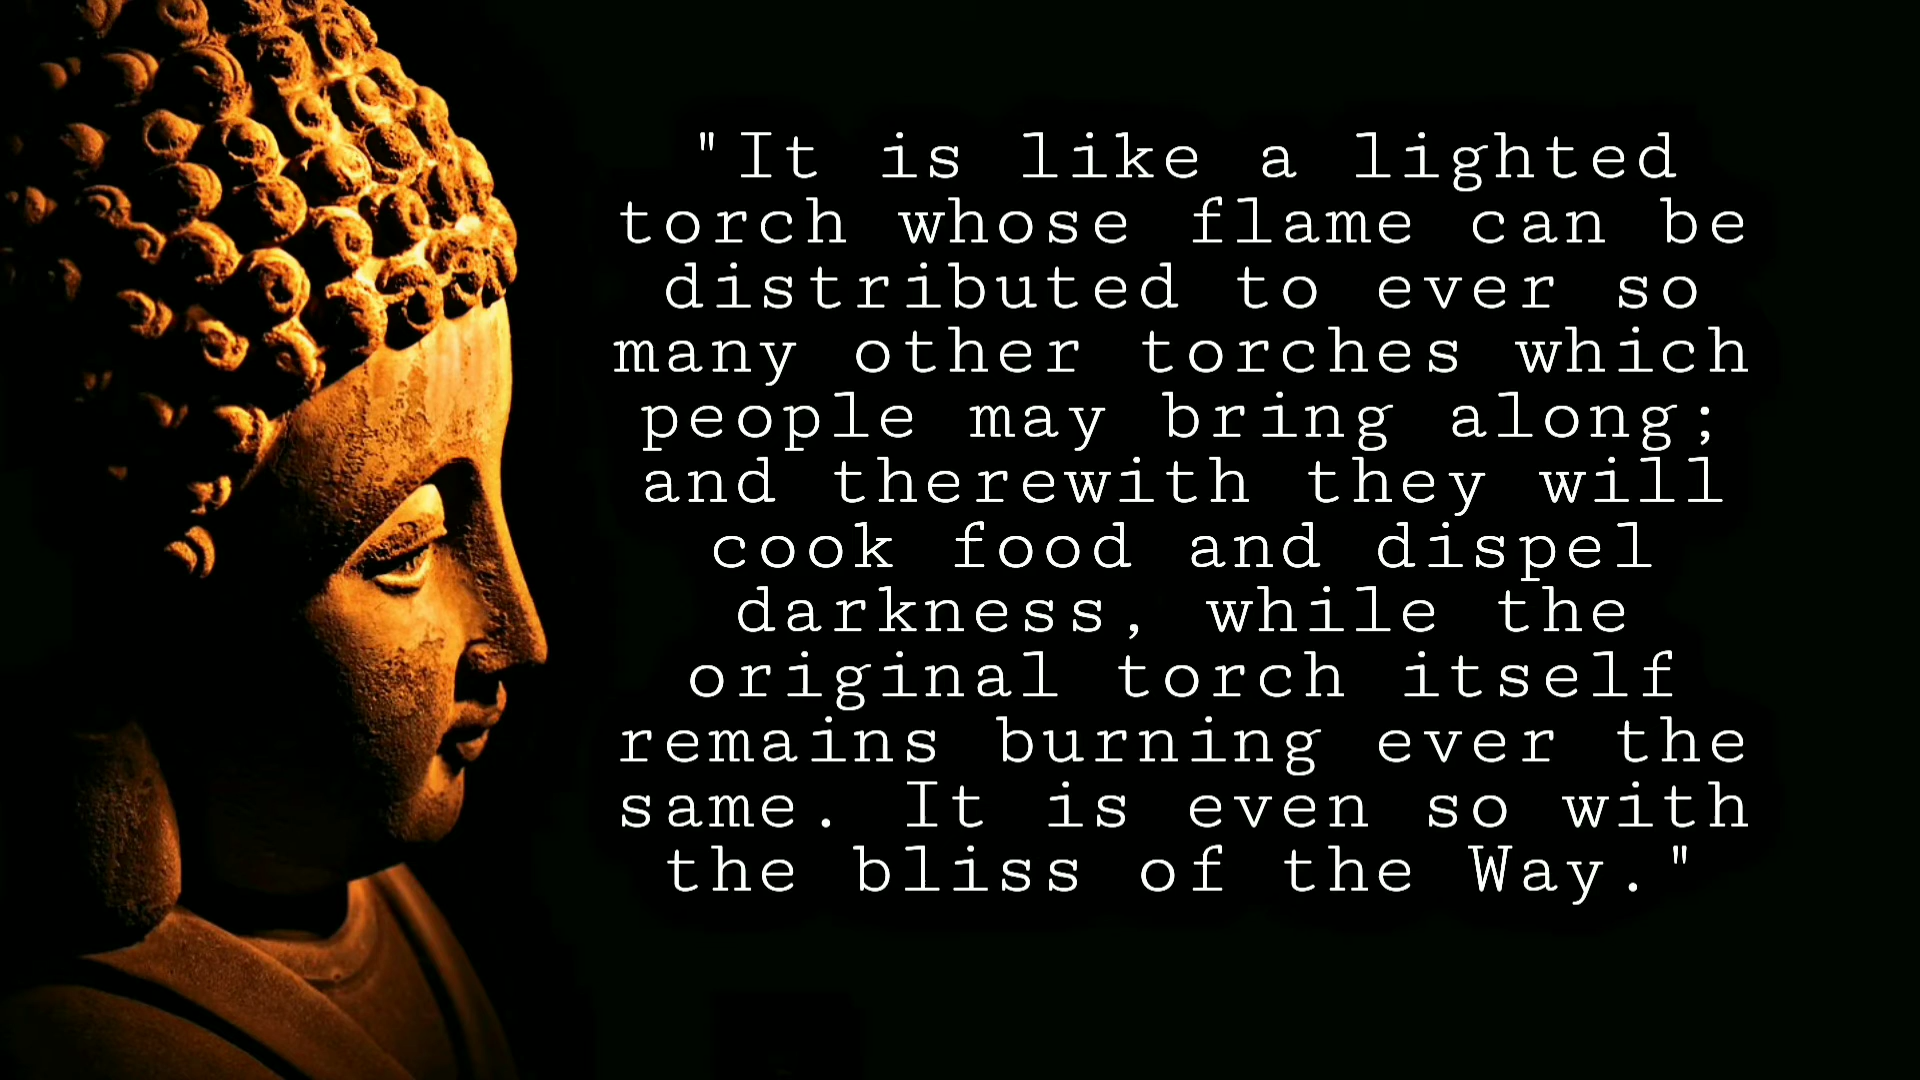 "It is like a lighted
torch whose flame can be
distributed to ever so
many other torches which
people may bring along;
and therewith they will
cook food and dispel
darkness, while the
original torch itself
remains burning ever the
same. It is even so with
the bliss of the Way."